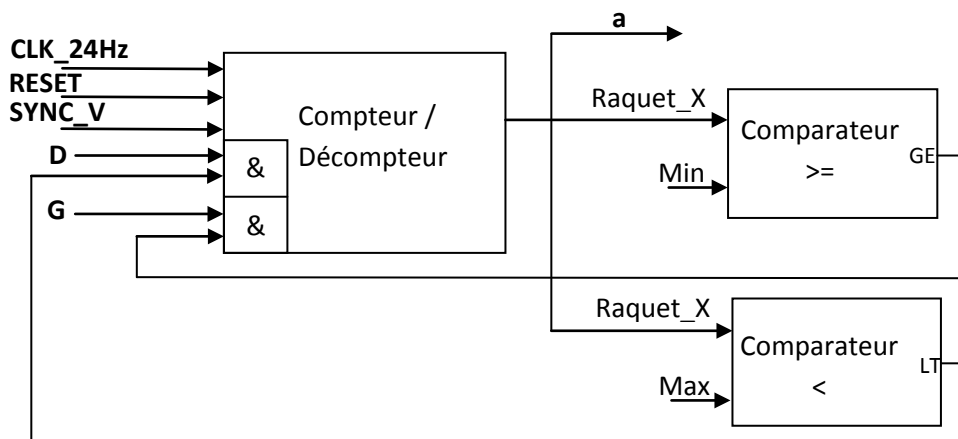 a
CLK_24Hz
RESET
SYNC_V
D
G
&
&
Compteur /
Décompteur
Raquet_X
Min
Comparateur
>=
GE
Raquet_X
Max
Comparateur
<
LT